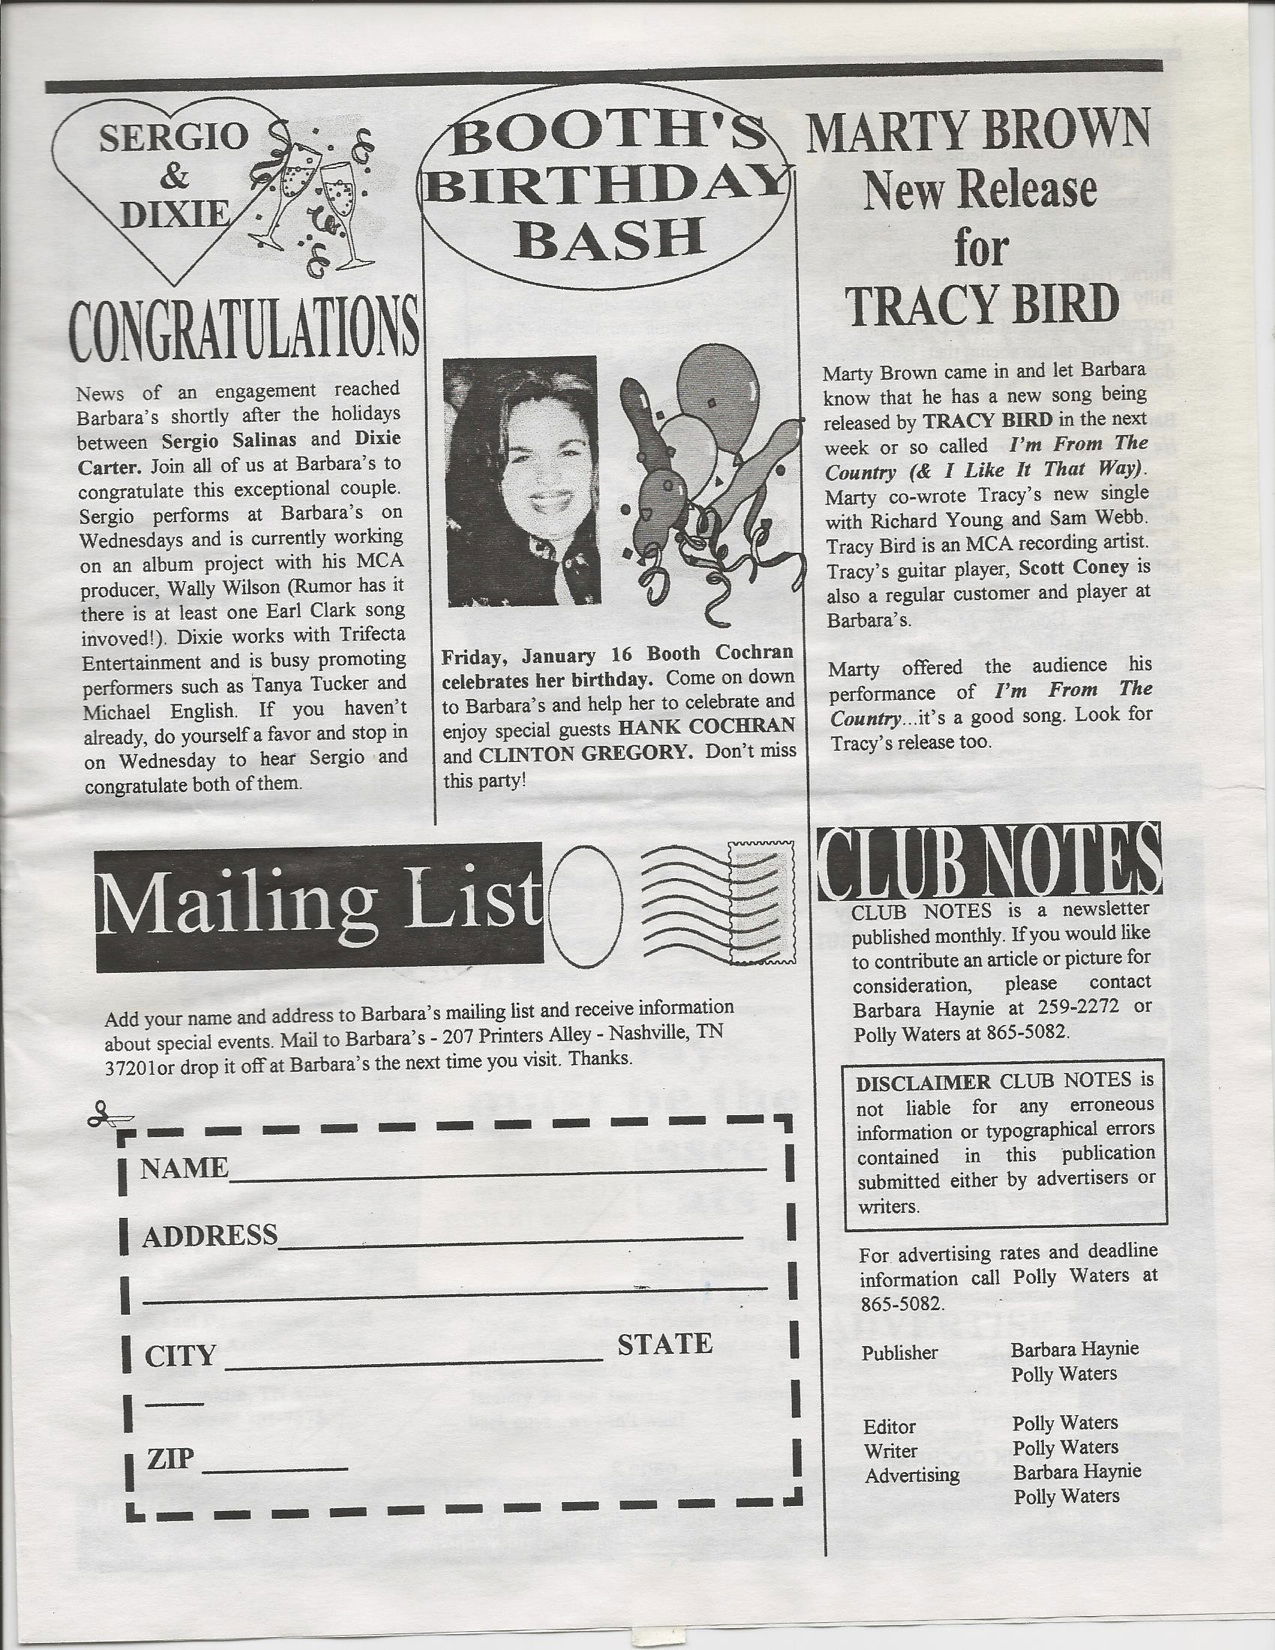 SERGIO
&
DIXIE
CONGRATULATIONS
News of an engagement reached
Barbara's shortly after the holidays
between Sergio Salinas and Dixie
Carter. Join all of us at Barbara's to
congratulate this exceptional couple.
Sergio performs at Barbara's on
Wednesdays and is currently working
on an album project with his MCA
producer, Wally Wilson (Rumor has it
there is at least one Earl Clark song
invoved!). Dixie works with Trifecta
Entertainment and is busy promoting
performers such as Tanya Tucker and
Michael English. If you haven't
already, do yourself a favor and stop in
on Wednesday to hear Sergio and
congratulate both of them.
BOOTH'S
BIRTHDAY
BASH
Friday, January 16 Booth Cochran
celebrates her birthday. Come on down
to Barbara's and help her to celebrate and
enjoy special guests HANK COCHRAN
and CLINTON GREGORY. Don't miss
this party!
MARTY BROWN
New Release
for
TRACY BIRD
Marty Brown came in and let Barbara
know that he has a new song being
released by TRACY BIRD in the next
week or so called I'm From The
Country (& I Like It That Way).
Marty co-wrote Tracy's new single
with Richard Young and Sam Webb.
Tracy Bird is an MCA recording artist.
Tracy's guitar player, Scott Coney is
also a regular customer and player at
Barbara's.
Marty offered the audience his
performance of I'm From The
Country...it's a good song. Look for
Tracy's release too.
Mailing List
Add your name and address to Barbara's mailing list and receive information
about special events. Mail to Barbara's - 207 Printers Alley - Nashville, TN
37201or drop it off at Barbara's the next time you visit. Thanks.
NAME
ADDRESS
CITY STATE
ZIP
CLUB NOTES
CLUB NOTES is a newsletter
published monthly. If you would like
to contribute an article or picture for
consideration, please contact
Barbara Haynie at 259-2272 or
Polly Waters at 865-5082.
DISCLAIMER CLUB NOTES is
not liable for any erroneous
information or typographical errors
contained in this publication
submitted either by advertisers or
writers.
For advertising rates and deadline
information call Polly Waters at
865-5082.
Publisher Barbara Haynie
Polly Waters
Editor Polly Waters
Writer Polly Waters
Advertising Barbara Haynie
Polly Waters